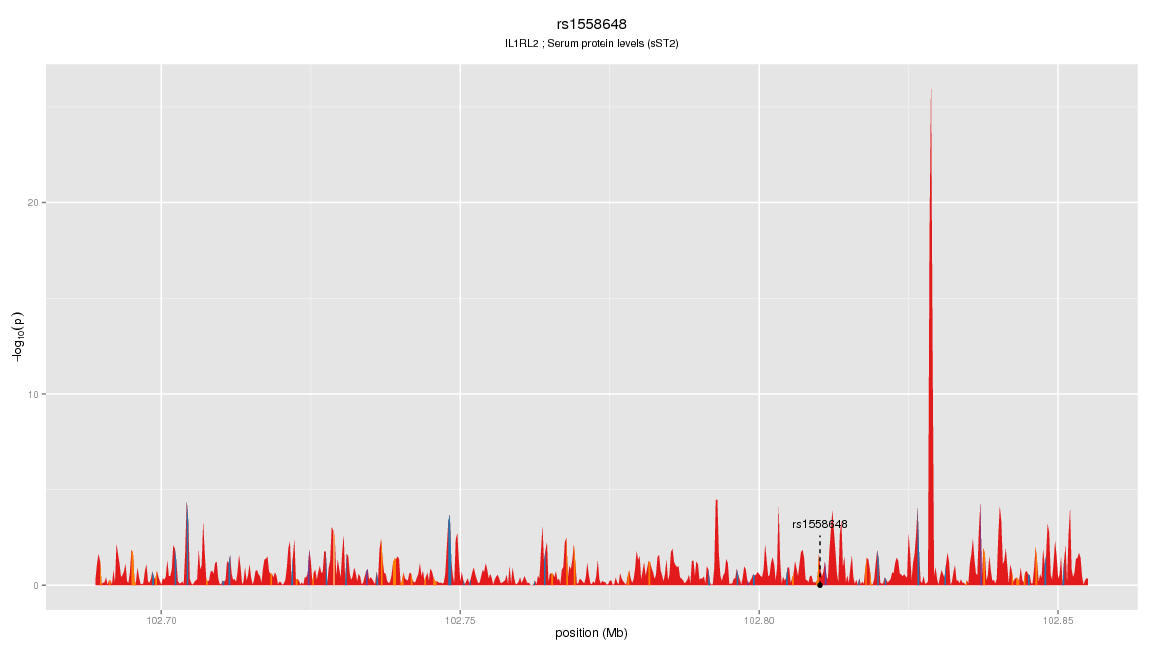 rs1558648
IL1RL2 ; Serum protein levels (sST2)
−log10(p)
20
10
0
rs1558648
102.70
102.75
102.80
102.85
position (Mb)